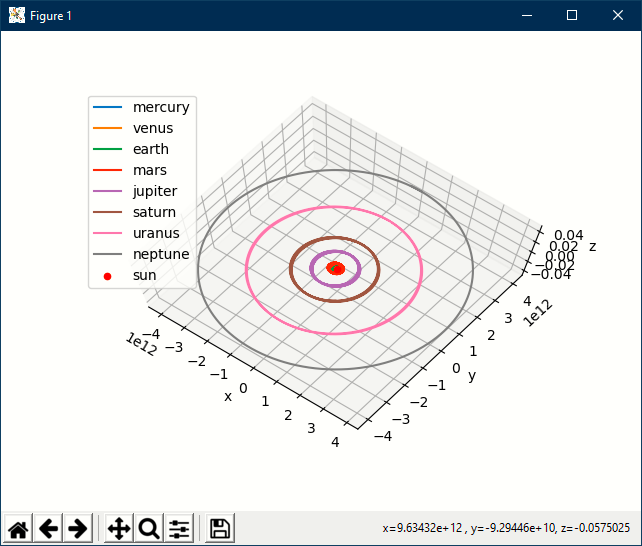 Figure 1
mercury
venus
earth
mars
jupiter
saturn
uranus
neptune
sun
0.04
0.02
0.00
−0.02
−0.04
z
−4
−3
−2
−1
0
1
2
3
4
1e12
x
−4
−3
−2
−1
0
1
2
3
4
1e12
y
x=9.63432e+12 , y=-9.29446e+10, z=-0.0575025